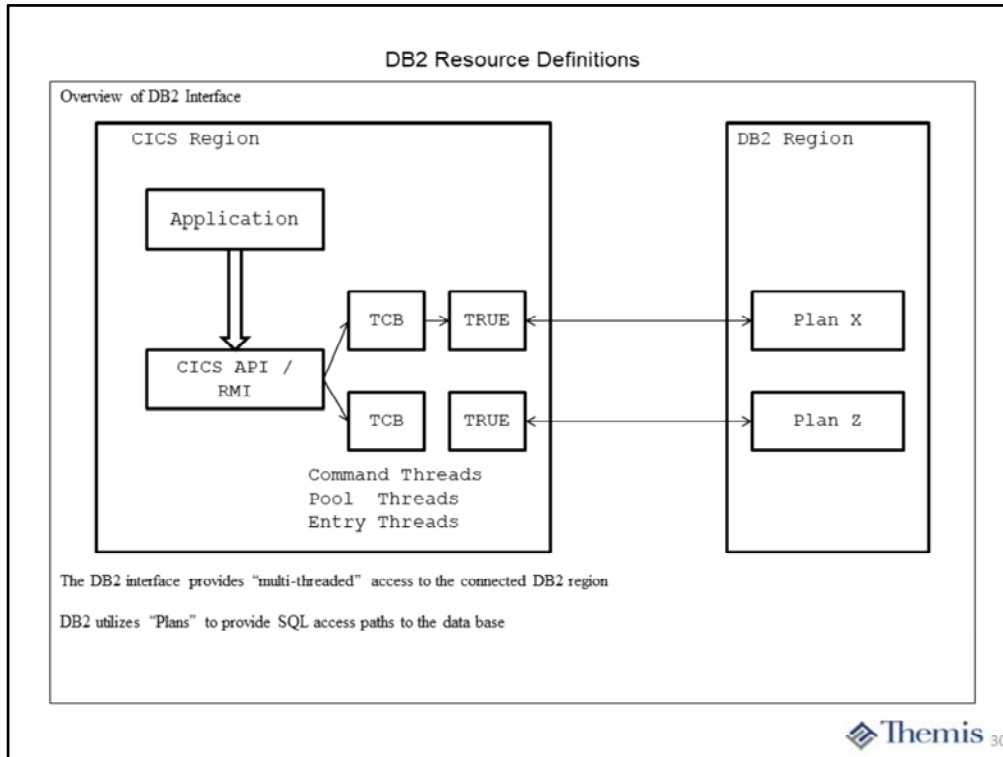 DB2 Resource Definitions
Overview of DB2 Interface
CICS Region
DB2 Region
Application
TCB
TRUE
Plan X
CICS API /
RMI
TCB
TRUE
Plan Z
Command Threads
Pool Threads
Entry Threads
The DB2 interface provides “multi-threaded” access to the connected DB2 region
DB2 utilizes “Plans” to provide SQL access paths to the data base
Themis
30